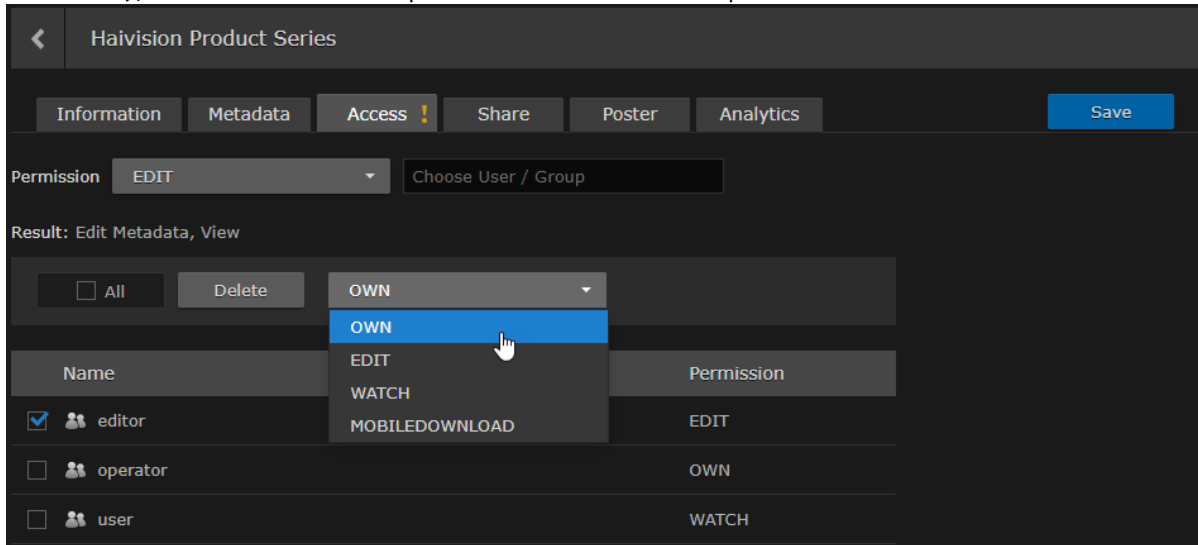 Haivision Product Series
Information Metadata Access ! Share Poster Analytics Save
Permission EDIT Choose User / Group
Result: Edit Metadata, View
All Delete OWN
OWN
EDIT
WATCH
MOBILEDOWNLOAD
Name Permission
editor EDIT
operator OWN
user WATCH